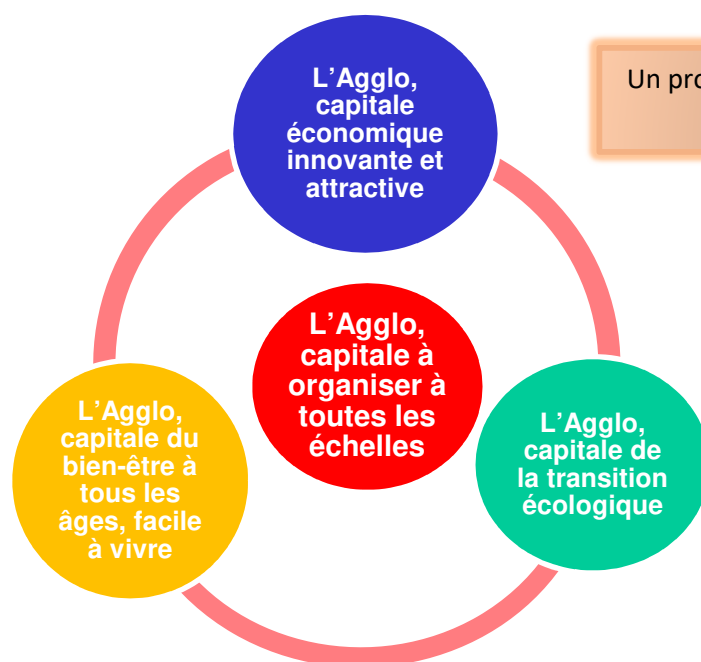 L’Agglo,
capitale
économique
innovante et
attractive
Un pro
L’Agglo,
capitale à
organiser à
toutes les
échelles
L’Agglo,
capitale du
bien-être à
tous les
âges, facile
à vivre
L’Agglo,
capitale de
la transition
écologique